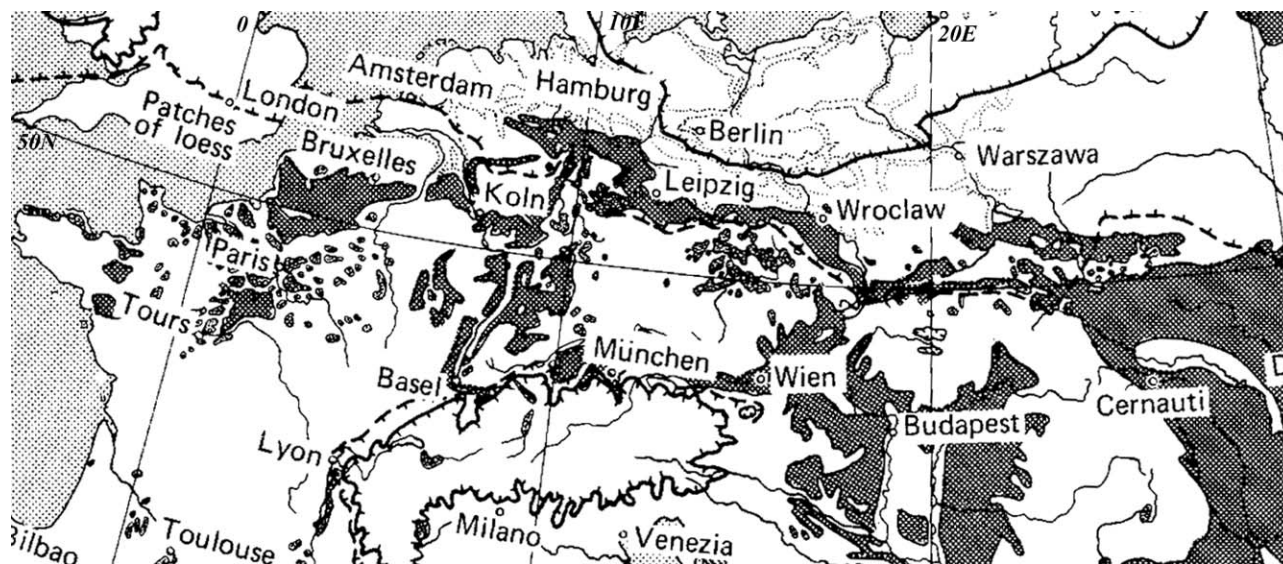 0
10E
20E
Amsterdam
Hamburg
London
Patches
of loess
50N
Berlin
Bruxelles
Warszawa
Koln
Leipzig
Wroclaw
Paris
Tours
München
Basel
Wien
Cernauti
Budapest
Lyon
Milano
Toulouse
Venezia
Bilbao